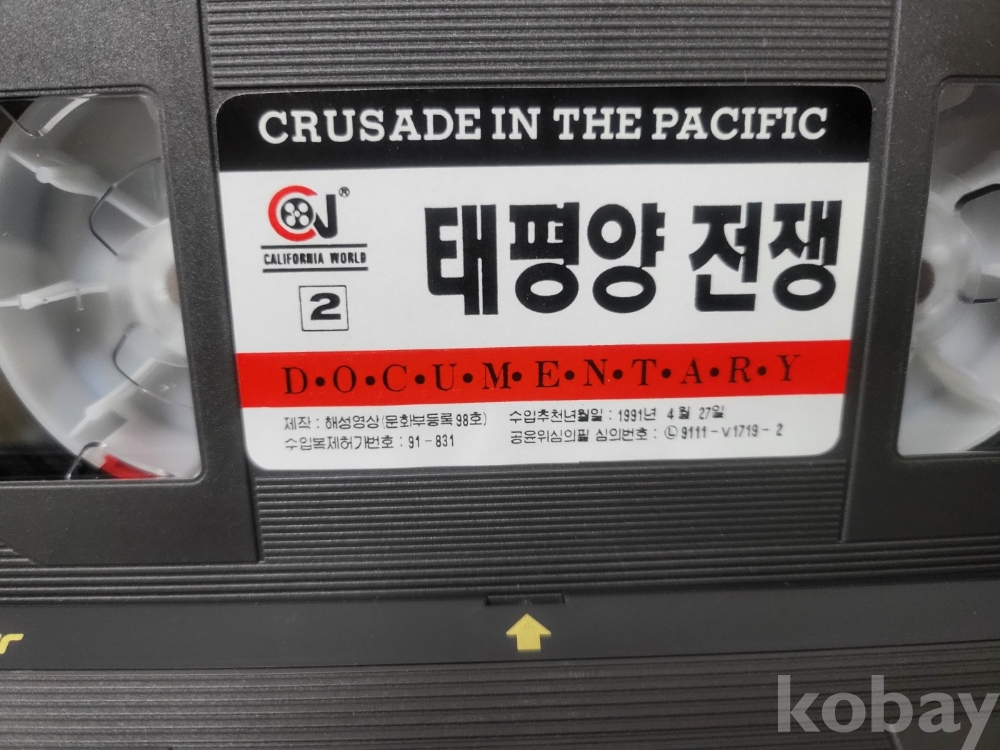 CRUSADE IN THE PACIFIC
CW®
CALIFORNIA WORLD
2
태평양 전쟁
D•O•C•U•M•E•N•T•A•R•Y
제작 : 해성영상(문화부등록 98호)
수입추천년월일 : 1991년 4월 27일
수입복제허가번호 : 91-831
공윤위심의필 심의번호 : Ⓛ9111-V1719-2
kobay